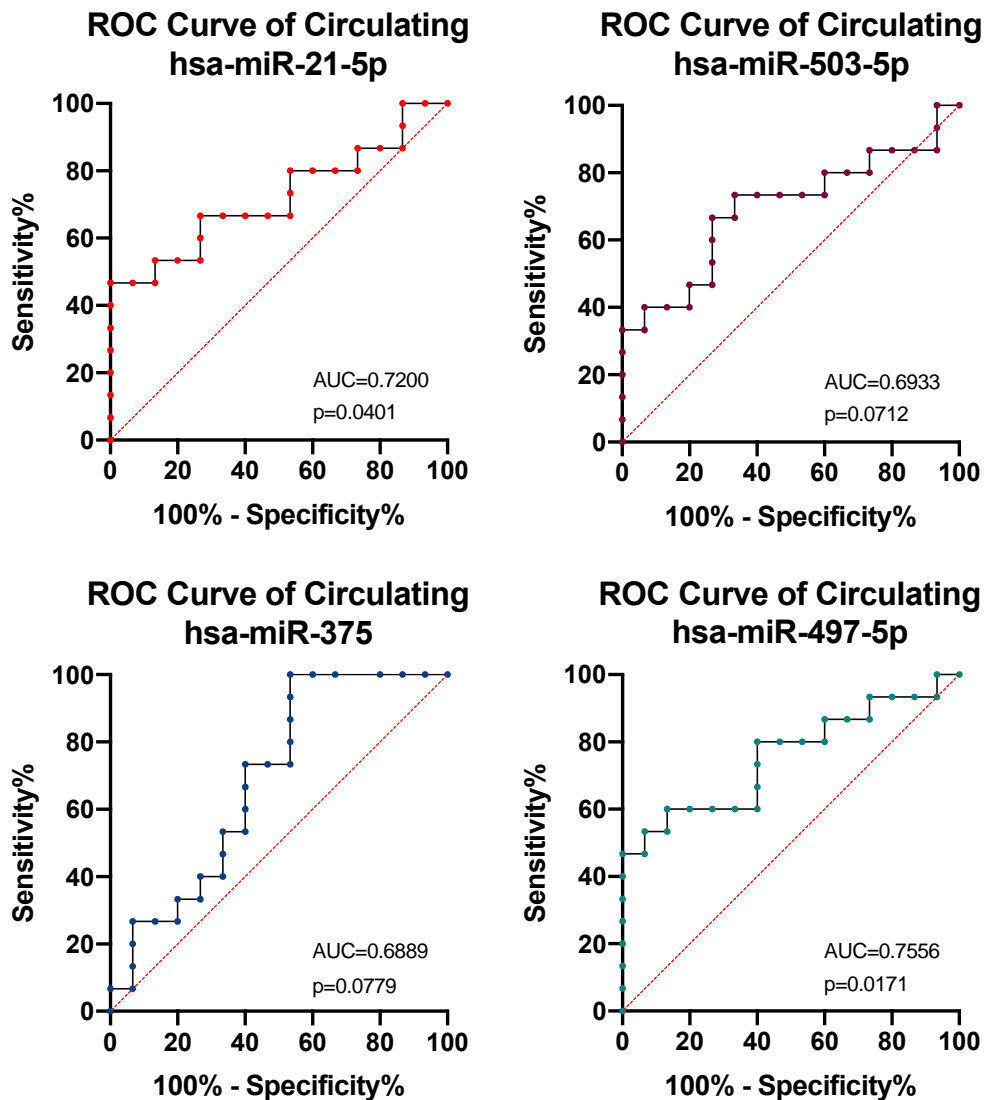 ROC Curve of Circulating
hsa-miR-21-5p
100
80
60
40
20
0
Sensitivity%
AUC=0.7200
p=0.0401
0 20 40 60 80 100
100% - Specificity%
ROC Curve of Circulating
hsa-miR-503-5p
100
80
60
40
20
0
Sensitivity%
AUC=0.6933
p=0.0712
0 20 40 60 80 100
100% - Specificity%
ROC Curve of Circulating
hsa-miR-375
100
80
60
40
20
0
Sensitivity%
AUC=0.6889
p=0.0779
0 20 40 60 80 100
100% - Specificity%
ROC Curve of Circulating
hsa-miR-497-5p
100
80
60
40
20
0
Sensitivity%
AUC=0.7556
p=0.0171
0 20 40 60 80 100
100% - Specificity%